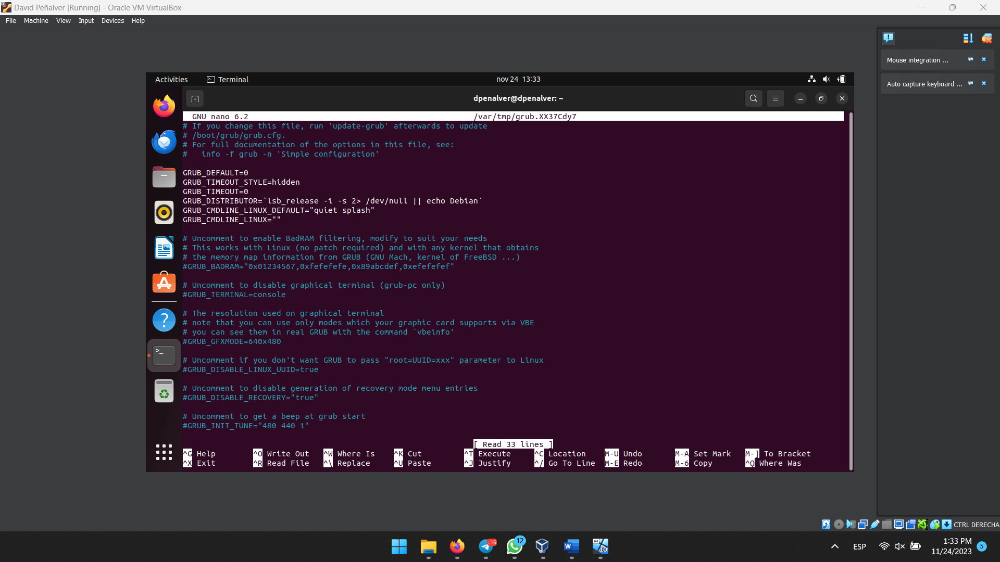 David Peñalver [Running] - Oracle VM VirtualBox
File Machine View Input Devices Help
Mouse integration ...
Auto capture keyboard ...
Activities Terminal nov 24 13:33
dpenalver@dpenalver: ~
GNU nano 6.2 /var/tmp/grub.XX37Cdy7
# If you change this file, run 'update-grub' afterwards to update
# /boot/grub/grub.cfg.
# For full documentation of the options in this file, see:
#   info -f grub -n 'Simple configuration'
GRUB_DEFAULT=0
GRUB_TIMEOUT_STYLE=hidden
GRUB_TIMEOUT=0
GRUB_DISTRIBUTOR=`lsb_release -i -s 2> /dev/null || echo Debian`
GRUB_CMDLINE_LINUX_DEFAULT="quiet splash"
GRUB_CMDLINE_LINUX=""
# Uncomment to enable BadRAM filtering, modify to suit your needs
# This works with Linux (no patch required) and with any kernel that obtains
# the memory map information from GRUB (GNU Mach, kernel of FreeBSD ...)
#GRUB_BADRAM="0x01234567,0xfefefefe,0x89abcdef,0xefefefef"
# Uncomment to disable graphical terminal (grub-pc only)
#GRUB_TERMINAL=console
# The resolution used on graphical terminal
# note that you can use only modes which your graphic card supports via VBE
# you can see them in real GRUB with the command `vbeinfo'
#GRUB_GFXMODE=640x480
# Uncomment if you don't want GRUB to pass "root=UUID=xxx" parameter to Linux
#GRUB_DISABLE_LINUX_UUID=true
# Uncomment to disable generation of recovery mode menu entries
#GRUB_DISABLE_RECOVERY="true"
# Uncomment to get a beep at grub start
#GRUB_INIT_TUNE="480 440 1"
[ Read 33 lines ]
^G Help ^O Write Out ^W Where Is ^K Cut ^T Execute ^C Location M-U Undo M-A Set Mark M-] To Bracket
^X Exit ^R Read File ^\ Replace ^U Paste ^J Justify ^/ Go To Line M-E Redo M-6 Copy ^Q Where Was
CTRL DERECHA
16
12
W
64
10
ESP
1:33 PM
11/24/2023
5